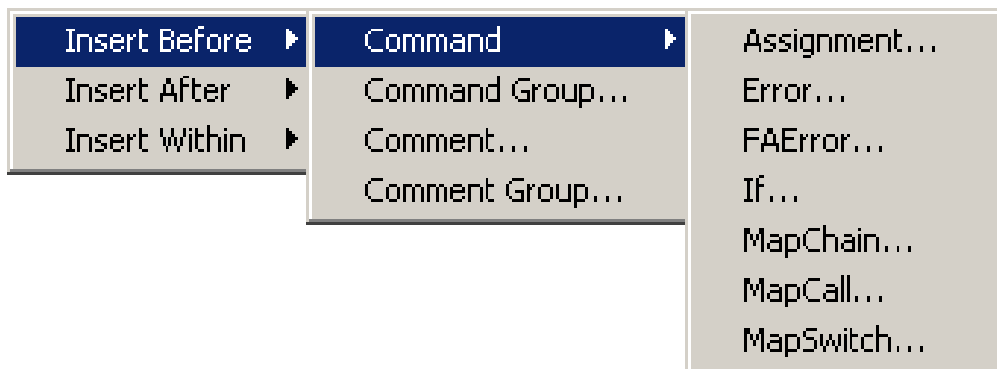 Insert Before
Insert After
Insert Within
Command
Command Group...
Comment...
Comment Group...
Assignment...
Error...
FAError...
If...
MapChain...
MapCall...
MapSwitch...